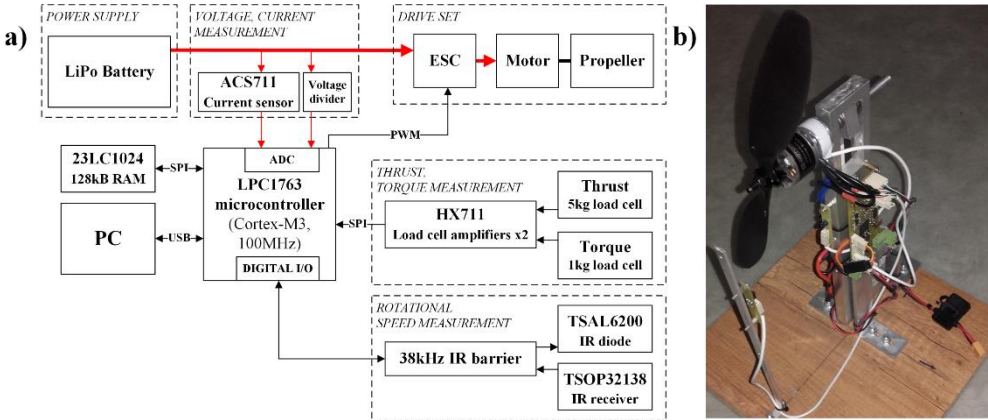 a)
POWER SUPPLY
LiPo Battery
VOLTAGE, CURRENT
MEASUREMENT
ACS711
Current sensor
Voltage
divider
DRIVE SET
ESC
Motor
Propeller
PWM
23LC1024
128kB RAM
SPI
PC
USB
ADC
LPC1763
microcontroller
(Cortex-M3,
100MHz)
DIGITAL I/O
SPI
THRUST,
TORQUE MEASUREMENT
HX711
Load cell amplifiers x2
Thrust
5kg load cell
Torque
1kg load cell
ROTATIONAL
SPEED MEASUREMENT
38kHz IR barrier
TSAL6200
IR diode
TSOP32138
IR receiver
b)